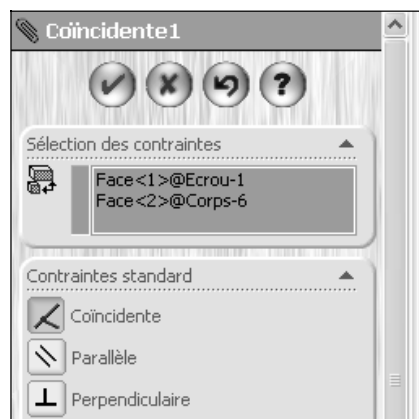 Coïncidente1
?
Sélection des contraintes
Face<1>@Ecrou-1
Face<2>@Corps-6
Contraintes standard
Coïncidente
Parallèle
Perpendiculaire